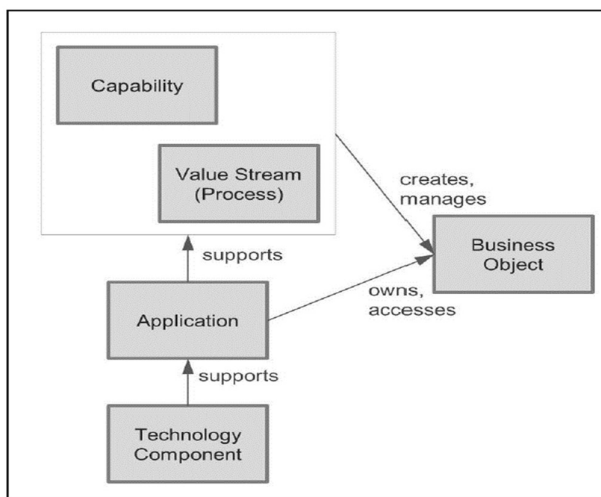 Capability
Value Stream
(Process)
creates,
manages
Business
Object
supports
owns,
accesses
Application
supports
Technology
Component